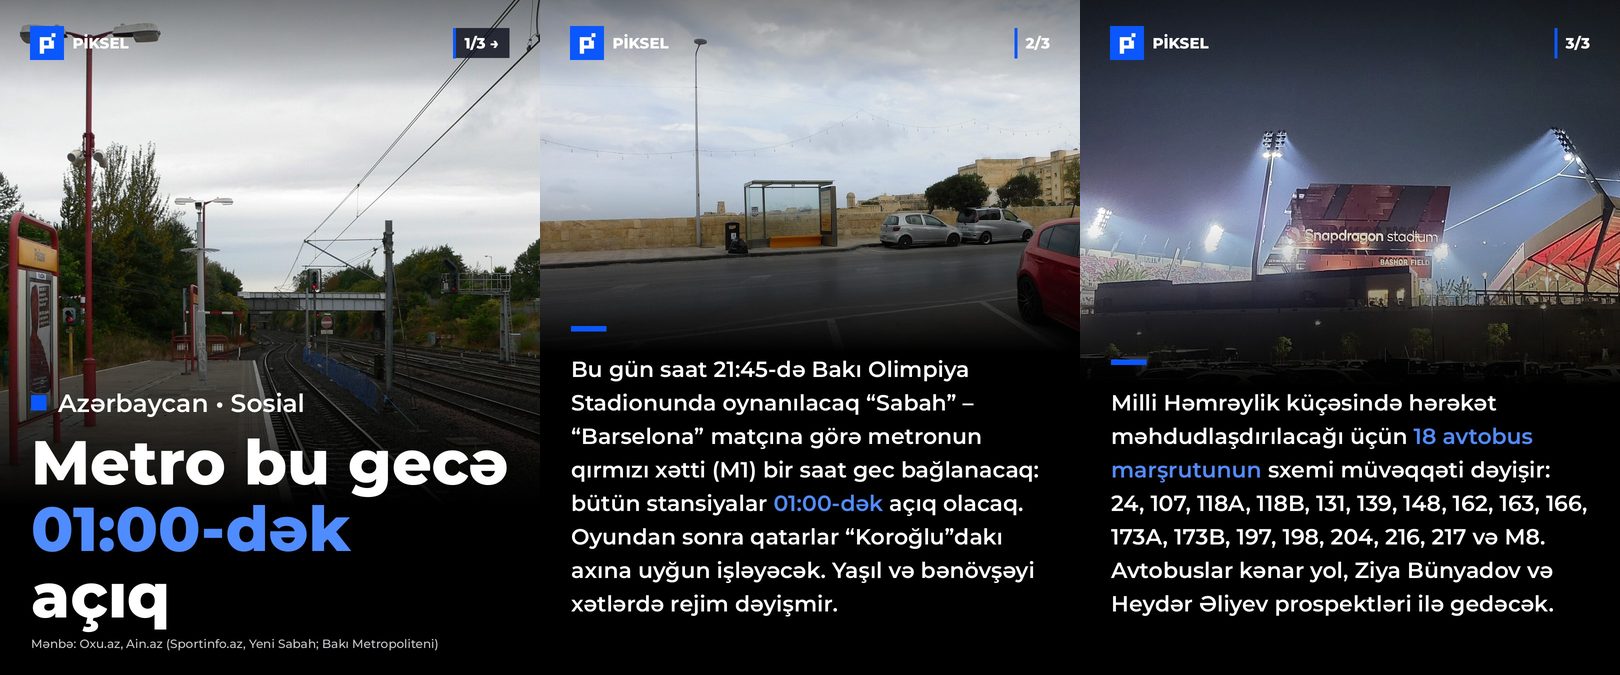 PİKSEL
1/3 →
Azərbaycan • Sosial
Metro bu gecə
01:00-dək
açıq
Mənbə: Oxu.az, Ain.az (Sportinfo.az, Yeni Sabah; Bakı Metropoliteni)
PİKSEL
2/3
Bu gün saat 21:45-də Bakı Olimpiya
Stadionunda oynanılacaq “Sabah” –
“Barselona” matçına görə metronun
qırmızı xətti (M1) bir saat gec bağlanacaq:
bütün stansiyalar 01:00-dək açıq olacaq.
Oyundan sonra qatarlar “Koroğlu”dakı
axına uyğun işləyəcək. Yaşıl və bənövşəyi
xətlərdə rejim dəyişmir.
PİKSEL
3/3
Snapdragon stadium
BASHOR FIELD
Milli Həmrəylik küçəsində hərəkət
məhdudlaşdırılacağı üçün 18 avtobus
marşrutunun sxemi müvəqqəti dəyişir:
24, 107, 118A, 118B, 131, 139, 148, 162, 163, 166,
173A, 173B, 197, 198, 204, 216, 217 və M8.
Avtobuslar kənar yol, Ziya Bünyadov və
Heydər Əliyev prospektləri ilə gedəcək.